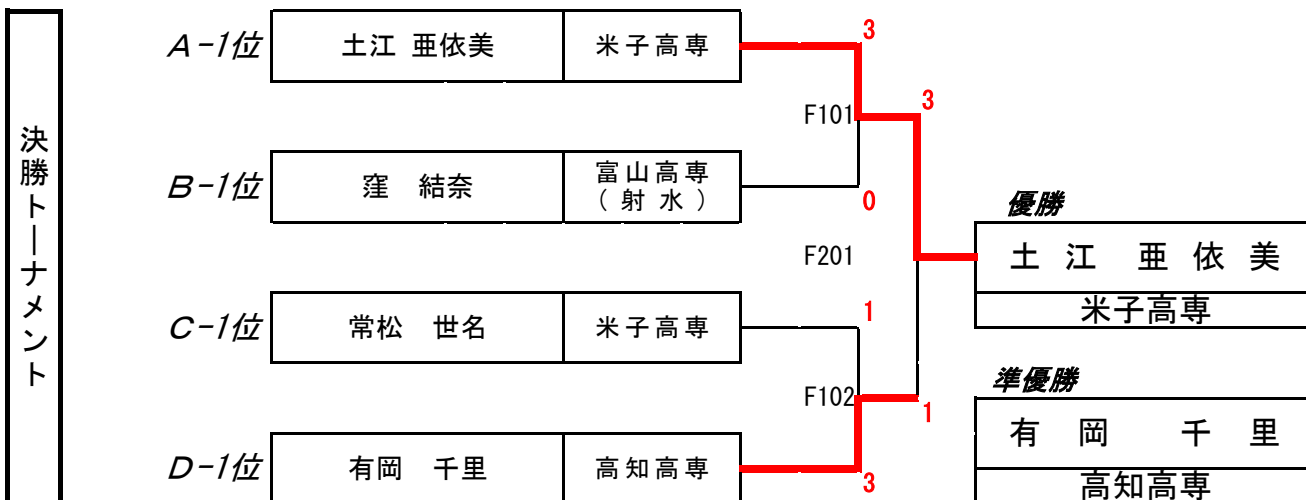 決勝トーナメント
A-1位 土江 亜依美 米子高専 3
F101 3
B-1位 窪 結奈 富山高専
(射水)
0
優勝
F201 土江 亜依美
米子高専
C-1位 常松 世名 米子高専 1
準優勝
F102 1
有岡 千里
D-1位 有岡 千里 高知高専 3
高知高専